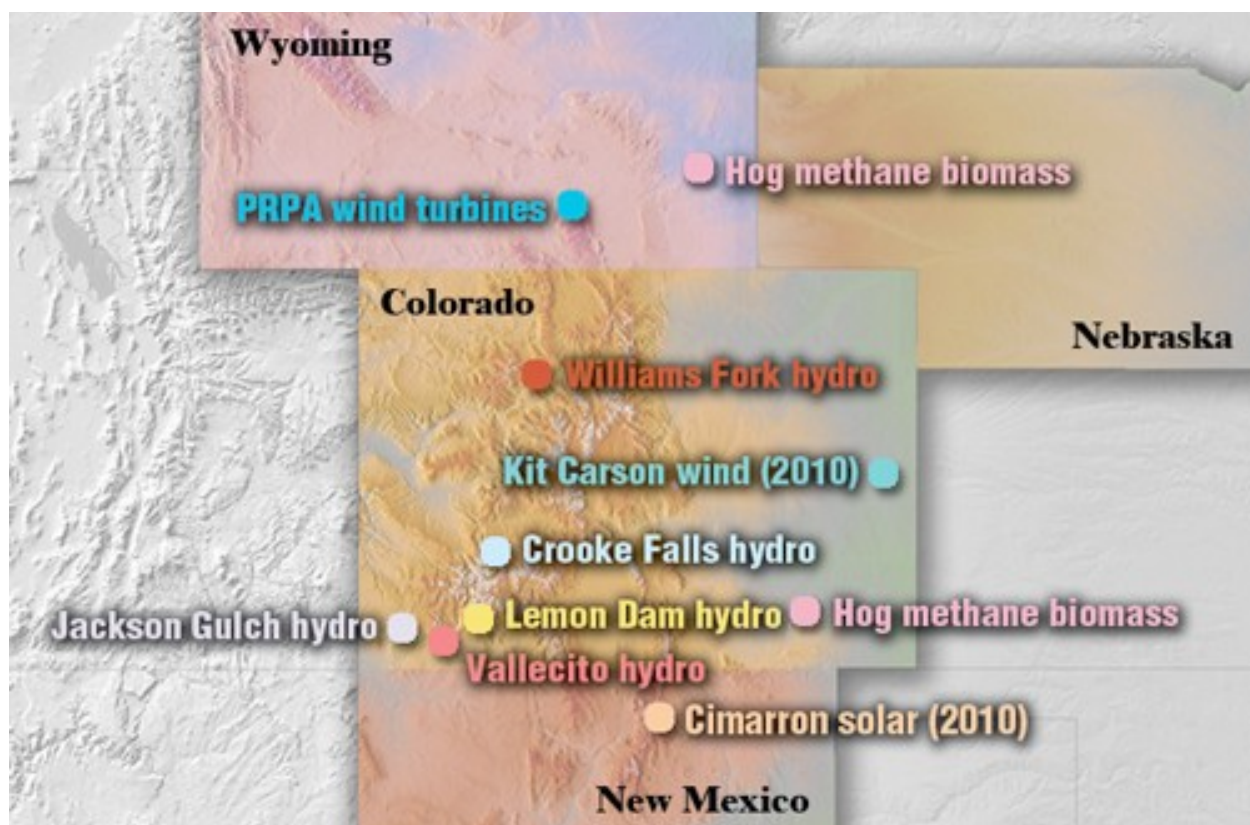 Wyoming
Hog methane biomass
PRPA wind turbines
Colorado
Nebraska
Williams Fork hydro
Kit Carson wind (2010)
Crooke Falls hydro
Lemon Dam hydro
Hog methane biomass
Jackson Gulch hydro
Vallecito hydro
Cimarron solar (2010)
New Mexico